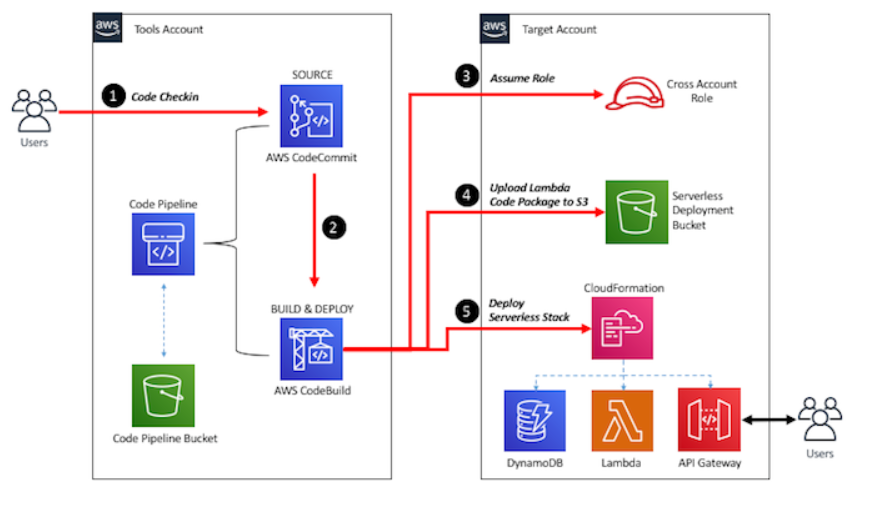 aws
Tools Account
aws
Target Account
SOURCE
1
Code Checkin
Users
AWS CodeCommit
3
Assume Role
Cross Account
Role
Code Pipeline
2
4
Upload Lambda
Code Package to S3
Serverless
Deployment
Bucket
BUILD & DEPLOY
AWS CodeBuild
5
Deploy
Serverless Stack
CloudFormation
Code Pipeline Bucket
DynamoDB
Lambda
API Gateway
Users